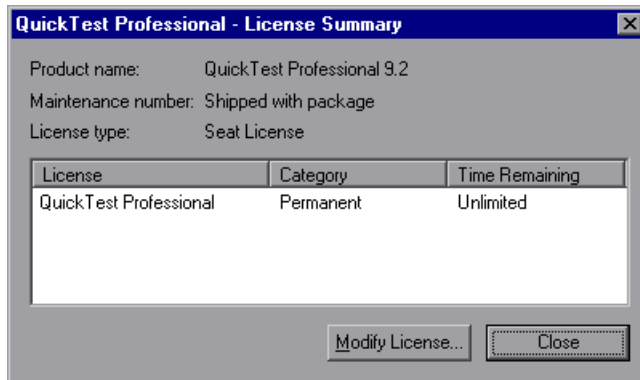 QuickTest Professional - License Summary
Product name: QuickTest Professional 9.2
Maintenance number: Shipped with package
License type: Seat License
License Category Time Remaining
QuickTest Professional Permanent Unlimited
Modify License... Close